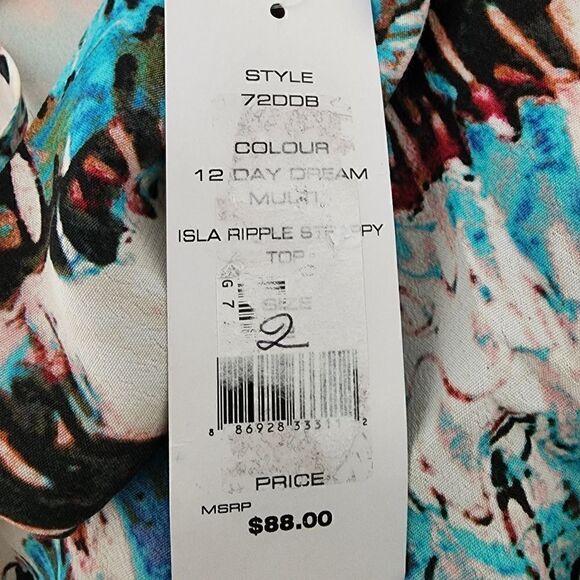 STYLE
72DDB
COLOUR
12 DAY DREAM
MULTI
ISLA RIPPLE STRAPPY
TOP
G 7
SIZE
2
8 86928 33311 2
PRICE
MSRP
$88.00